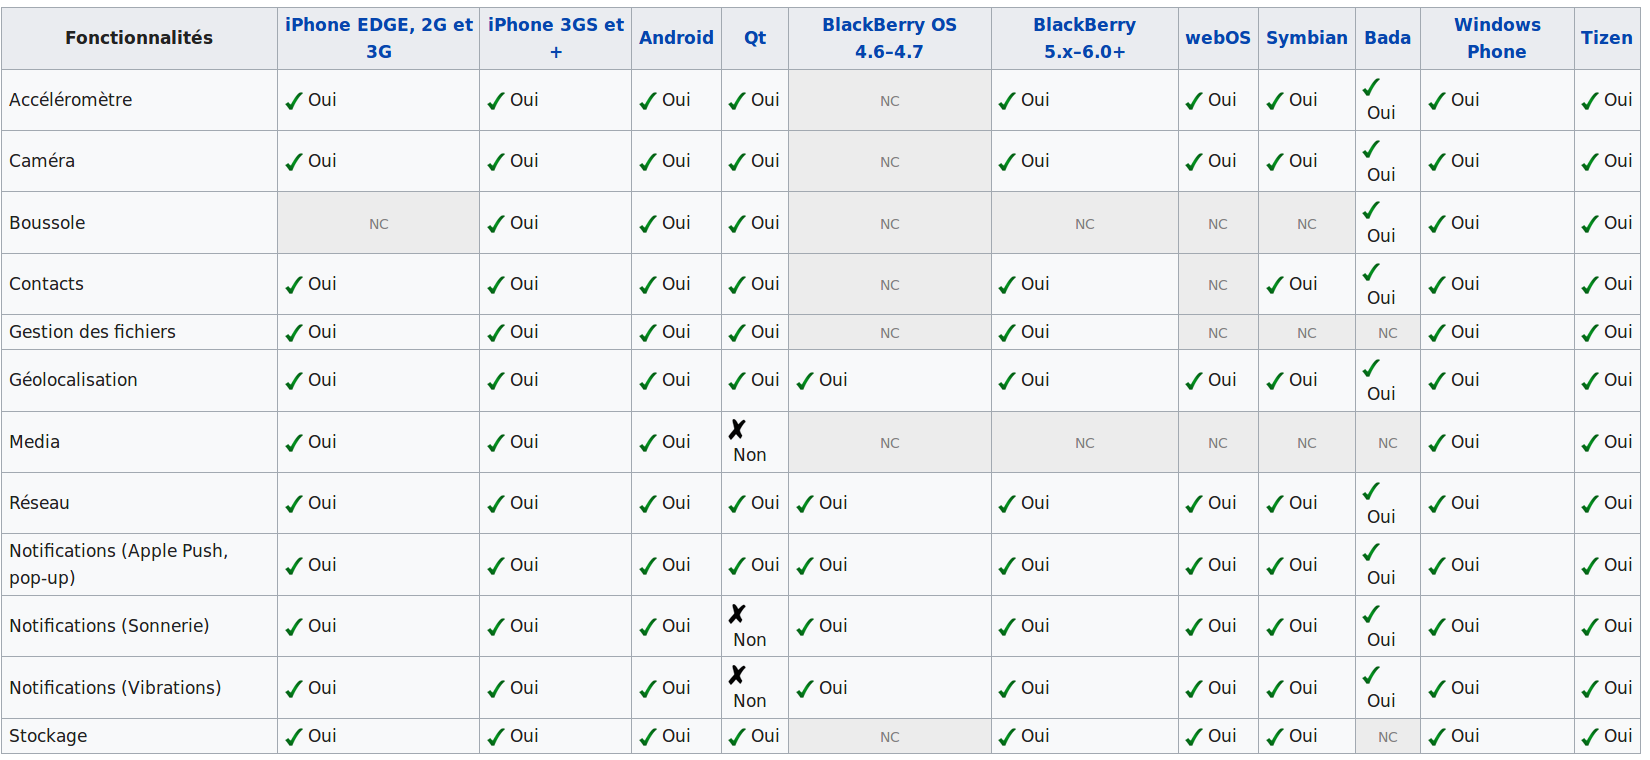 Fonctionnalités iPhone EDGE, 2G et 3G iPhone 3GS et + Android Qt BlackBerry OS 4.6–4.7 BlackBerry 5.x–6.0+ webOS Symbian Bada Windows Phone Tizen
Accéléromètre Oui Oui Oui Oui NC Oui Oui Oui Oui Oui Oui
Caméra Oui Oui Oui Oui NC Oui Oui Oui Oui Oui Oui
Boussole NC Oui Oui Oui NC NC NC NC Oui Oui Oui
Contacts Oui Oui Oui Oui NC Oui NC Oui Oui Oui Oui
Gestion des fichiers Oui Oui Oui Oui NC Oui NC NC NC Oui Oui
Géolocalisation Oui Oui Oui Oui Oui Oui Oui Oui Oui Oui Oui
Media Oui Oui Oui Non NC NC NC NC NC Oui Oui
Réseau Oui Oui Oui Oui Oui Oui Oui Oui Oui Oui Oui
Notifications (Apple Push, pop-up) Oui Oui Oui Oui Oui Oui Oui Oui Oui Oui Oui
Notifications (Sonnerie) Oui Oui Oui Non Oui Oui Oui Oui Oui Oui Oui
Notifications (Vibrations) Oui Oui Oui Non Oui Oui Oui Oui Oui Oui Oui
Stockage Oui Oui Oui Oui NC Oui Oui Oui NC Oui Oui